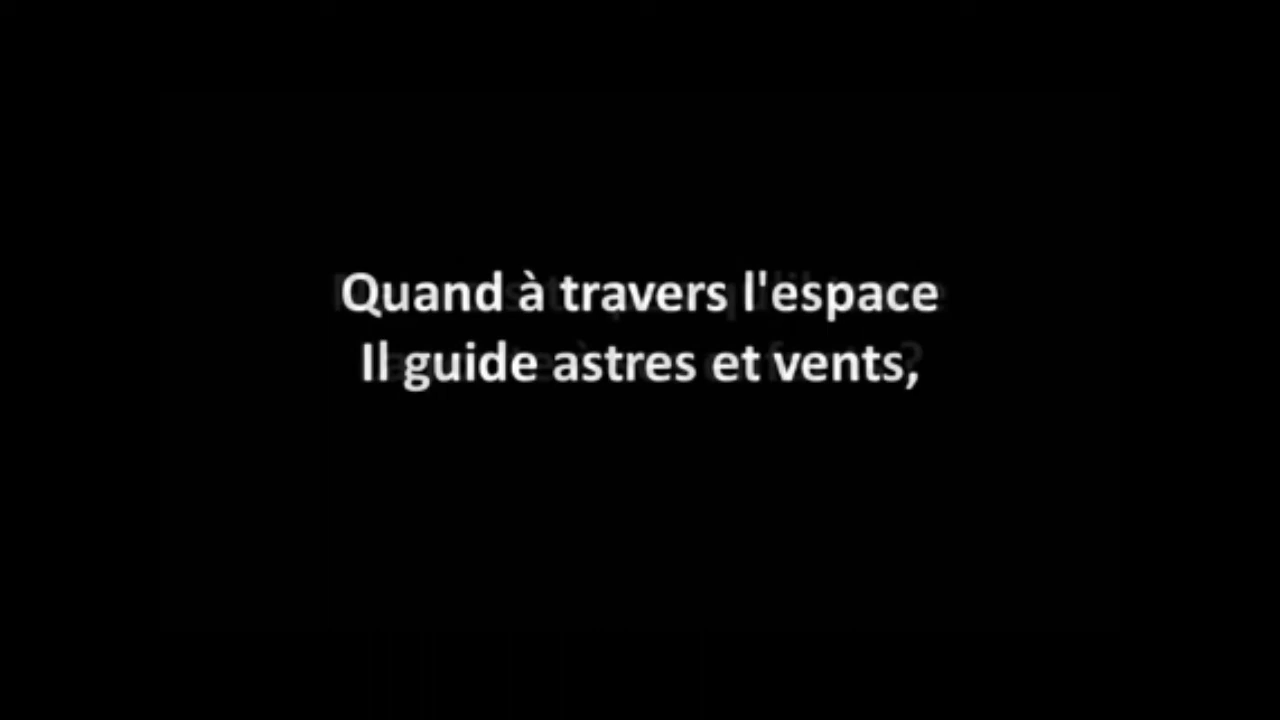 Quand à travers l'espace
Il guide astres et vents,